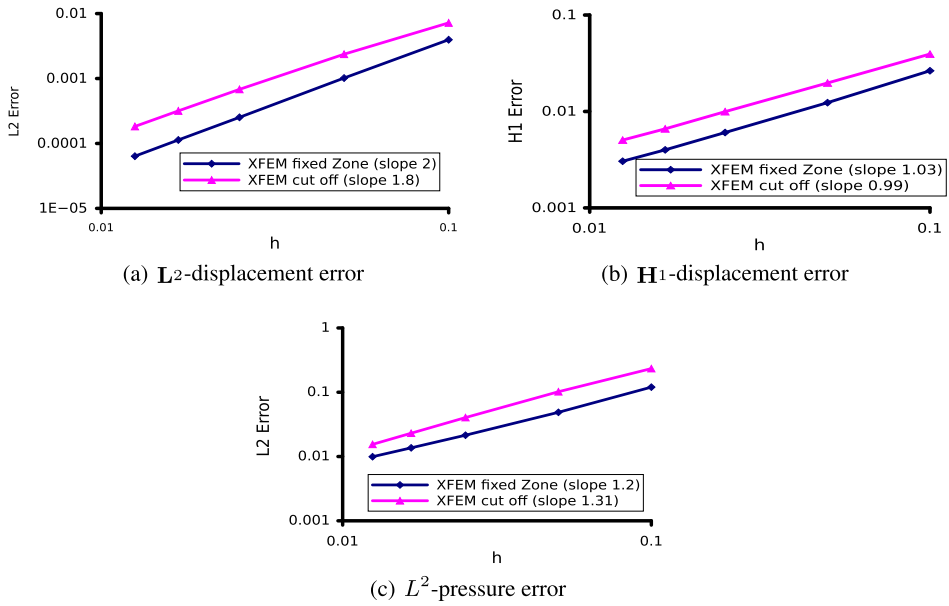 0.01
0.001
0.0001
1E−05
L2 Error
XFEM fixed Zone (slope 2)
XFEM cut off (slope 1.8)
0.01
0.1
h
(a) L2-displacement error
0.1
0.01
0.001
H1 Error
XFEM fixed Zone (slope 1.03)
XFEM cut off (slope 0.99)
0.01
0.1
h
(b) H1-displacement error
1
0.1
0.01
0.001
L2 Error
XFEM fixed Zone (slope 1.2)
XFEM cut off (slope 1.31)
0.01
0.1
h
(c) L²-pressure error